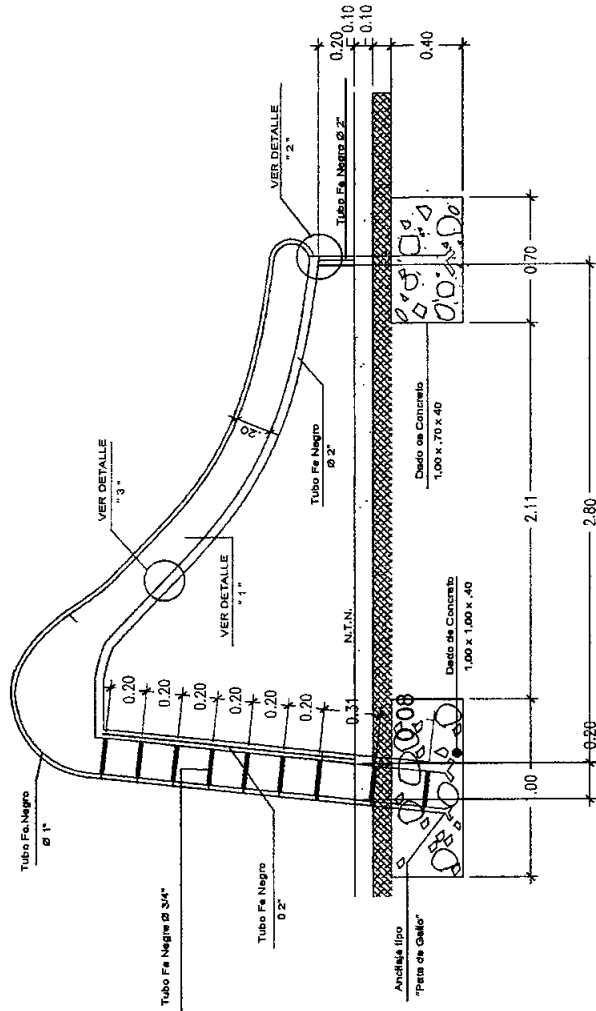 VER DETALLE
" 2 "
0.20
0.10
0.10
0.40
Tubo Fe Negro Ø 2"
VER DETALLE
" 3 "
.20
Tubo Fe Negro
Ø 2"
VER DETALLE
" 1 "
0.70
Dado de Concreto
1.00 x .70 x 40
2.11
2.80
N.T.N.
0.20
0.20
0.20
0.20
0.20
0.20
0.31
0.08
Dado de Concreto
1.00 x 1.00 x .40
0.20
1.00
Tubo Fo.Negro
Ø 1"
Tubo Fe Negro Ø 3/4"
Tubo Fe Negro
0 2"
Anclaje tipo
"Pata de Gallo"